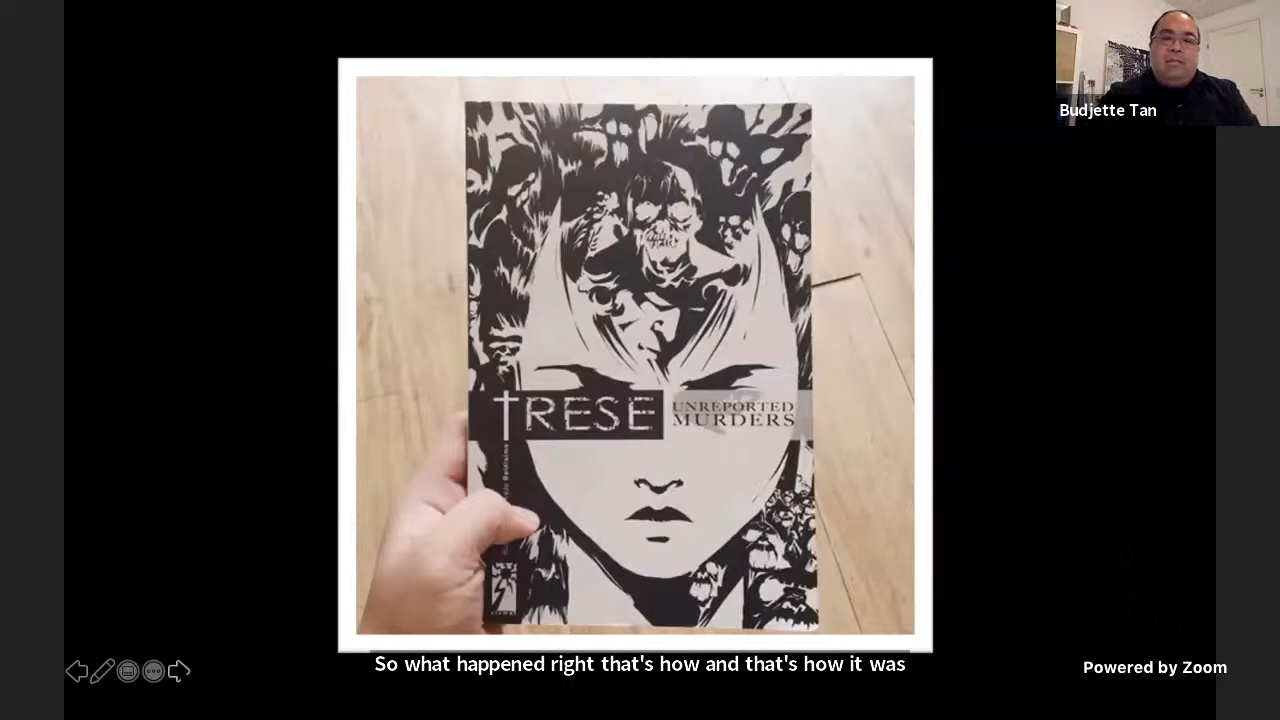 Budjette Tan
TRESE
UNREPORTED
MURDERS
So what happened right that's how and that's how it was
Powered by Zoom